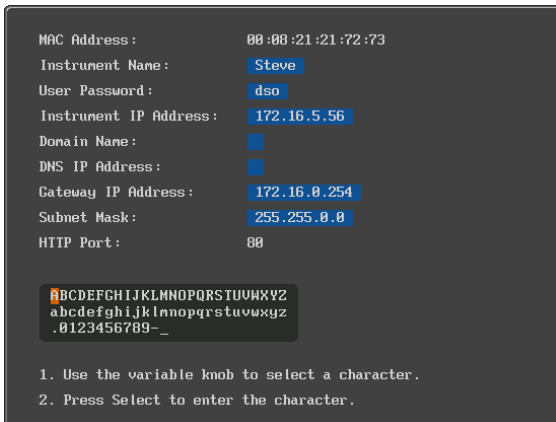 MAC Address: 00:08:21:21:72:73
Instrument Name: Steve
User Password: dso
Instrument IP Address: 172.16.5.56
Domain Name:
DNS IP Address:
Gateway IP Address: 172.16.0.254
Subnet Mask: 255.255.0.0
HTTP Port: 80
ABCDEFGHIJKLMNOPQRSTUVWXYZ
abcdefghijklmnopqrstuvwxyz
.0123456789-_
1. Use the variable knob to select a character.
2. Press Select to enter the character.